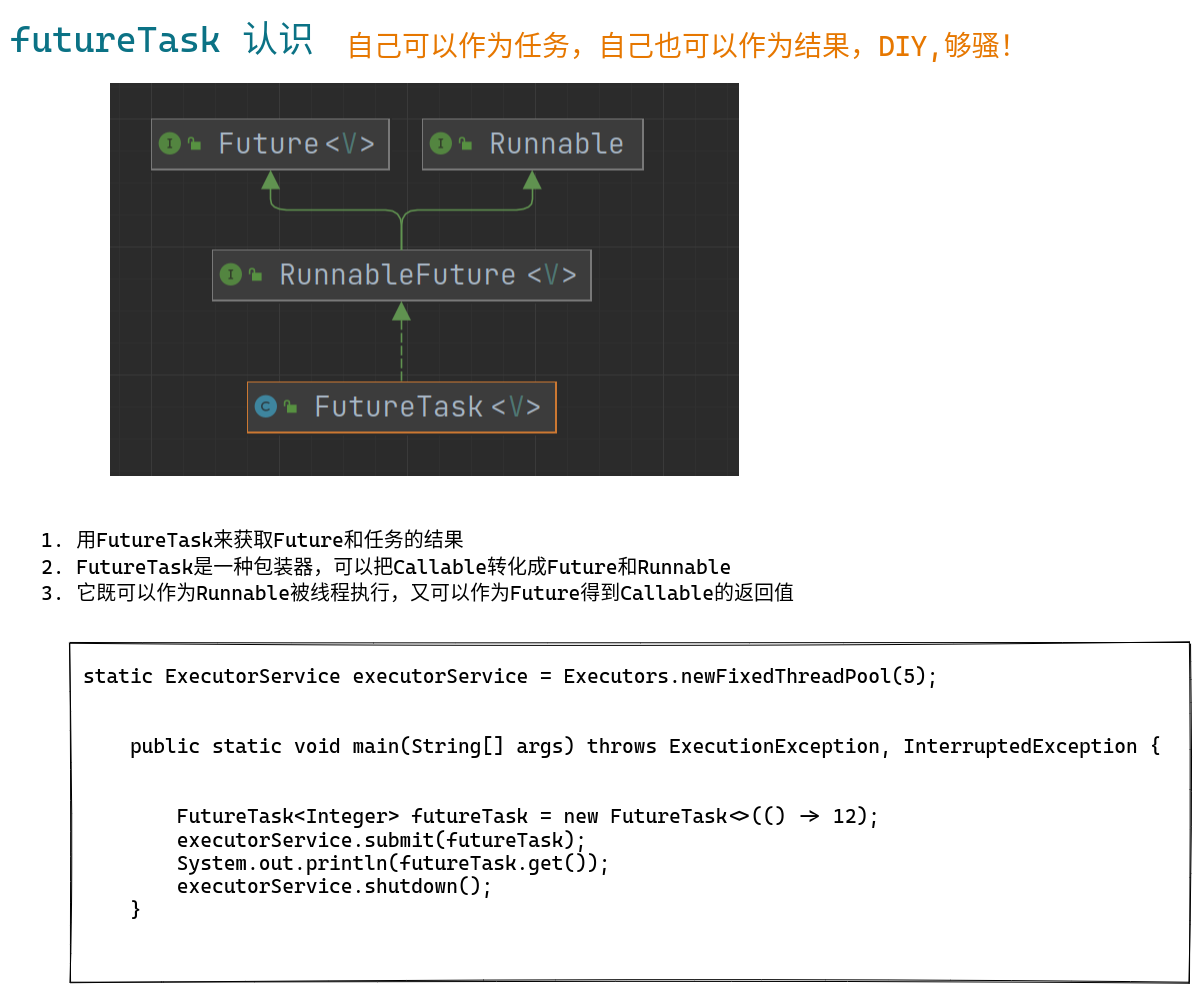 futureTask 认识
自己可以作为任务，自己也可以作为结果，DIY,够骚！
I Future<V>
I Runnable
I RunnableFuture<V>
C FutureTask<V>
1. 用FutureTask来获取Future和任务的结果
2. FutureTask是一种包装器，可以把Callable转化成Future和Runnable
3. 它既可以作为Runnable被线程执行，又可以作为Future得到Callable的返回值
static ExecutorService executorService = Executors.newFixedThreadPool(5);
public static void main(String[] args) throws ExecutionException, InterruptedException {
FutureTask<Integer> futureTask = new FutureTask<>(() -> 12);
executorService.submit(futureTask);
System.out.println(futureTask.get());
executorService.shutdown();
}